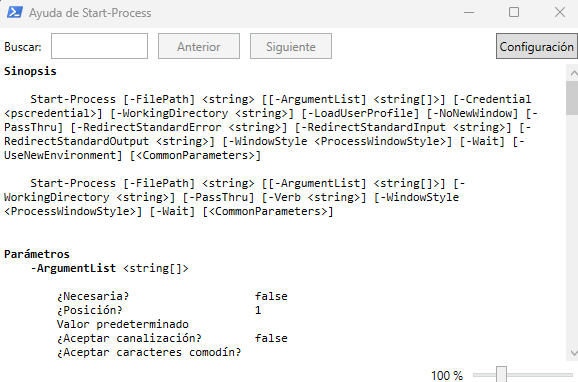 Ayuda de Start-Process
Buscar: Anterior Siguiente Configuración
Sinopsis
Start-Process [-FilePath] <string> [[-ArgumentList] <string[]>] [-Credential
<pscredential>] [-WorkingDirectory <string>] [-LoadUserProfile] [-NoNewWindow] [-
PassThru] [-RedirectStandardError <string>] [-RedirectStandardInput <string>] [-
RedirectStandardOutput <string>] [-WindowStyle <ProcessWindowStyle>] [-Wait] [-
UseNewEnvironment] [<CommonParameters>]
Start-Process [-FilePath] <string> [[-ArgumentList] <string[]>] [-
WorkingDirectory <string>] [-PassThru] [-Verb <string>] [-WindowStyle
<ProcessWindowStyle>] [-Wait] [<CommonParameters>]
Parámetros
-ArgumentList <string[]>
¿Necesaria? false
¿Posición? 1
Valor predeterminado
¿Aceptar canalización? false
¿Aceptar caracteres comodín?
100 %